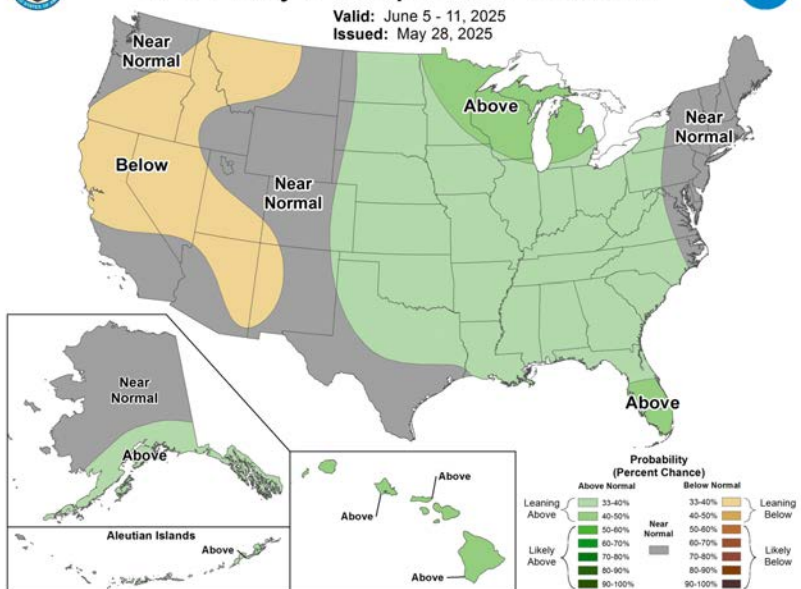 Valid: June 5 - 11, 2025
Issued: May 28, 2025
Near
Normal
Above
Near
Normal
Below
Near
Normal
Near
Normal
Above
Above
Above
Above
Above
Aleutian Islands
Above
Probability
(Percent Chance)
Above Normal
Below Normal
Leaning
Above
33-40%
40-50%
Likely
Above
50-60%
60-70%
70-80%
80-90%
90-100%
Near
Normal
33-40%
40-50%
Leaning
Below
50-60%
60-70%
70-80%
80-90%
90-100%
Likely
Below